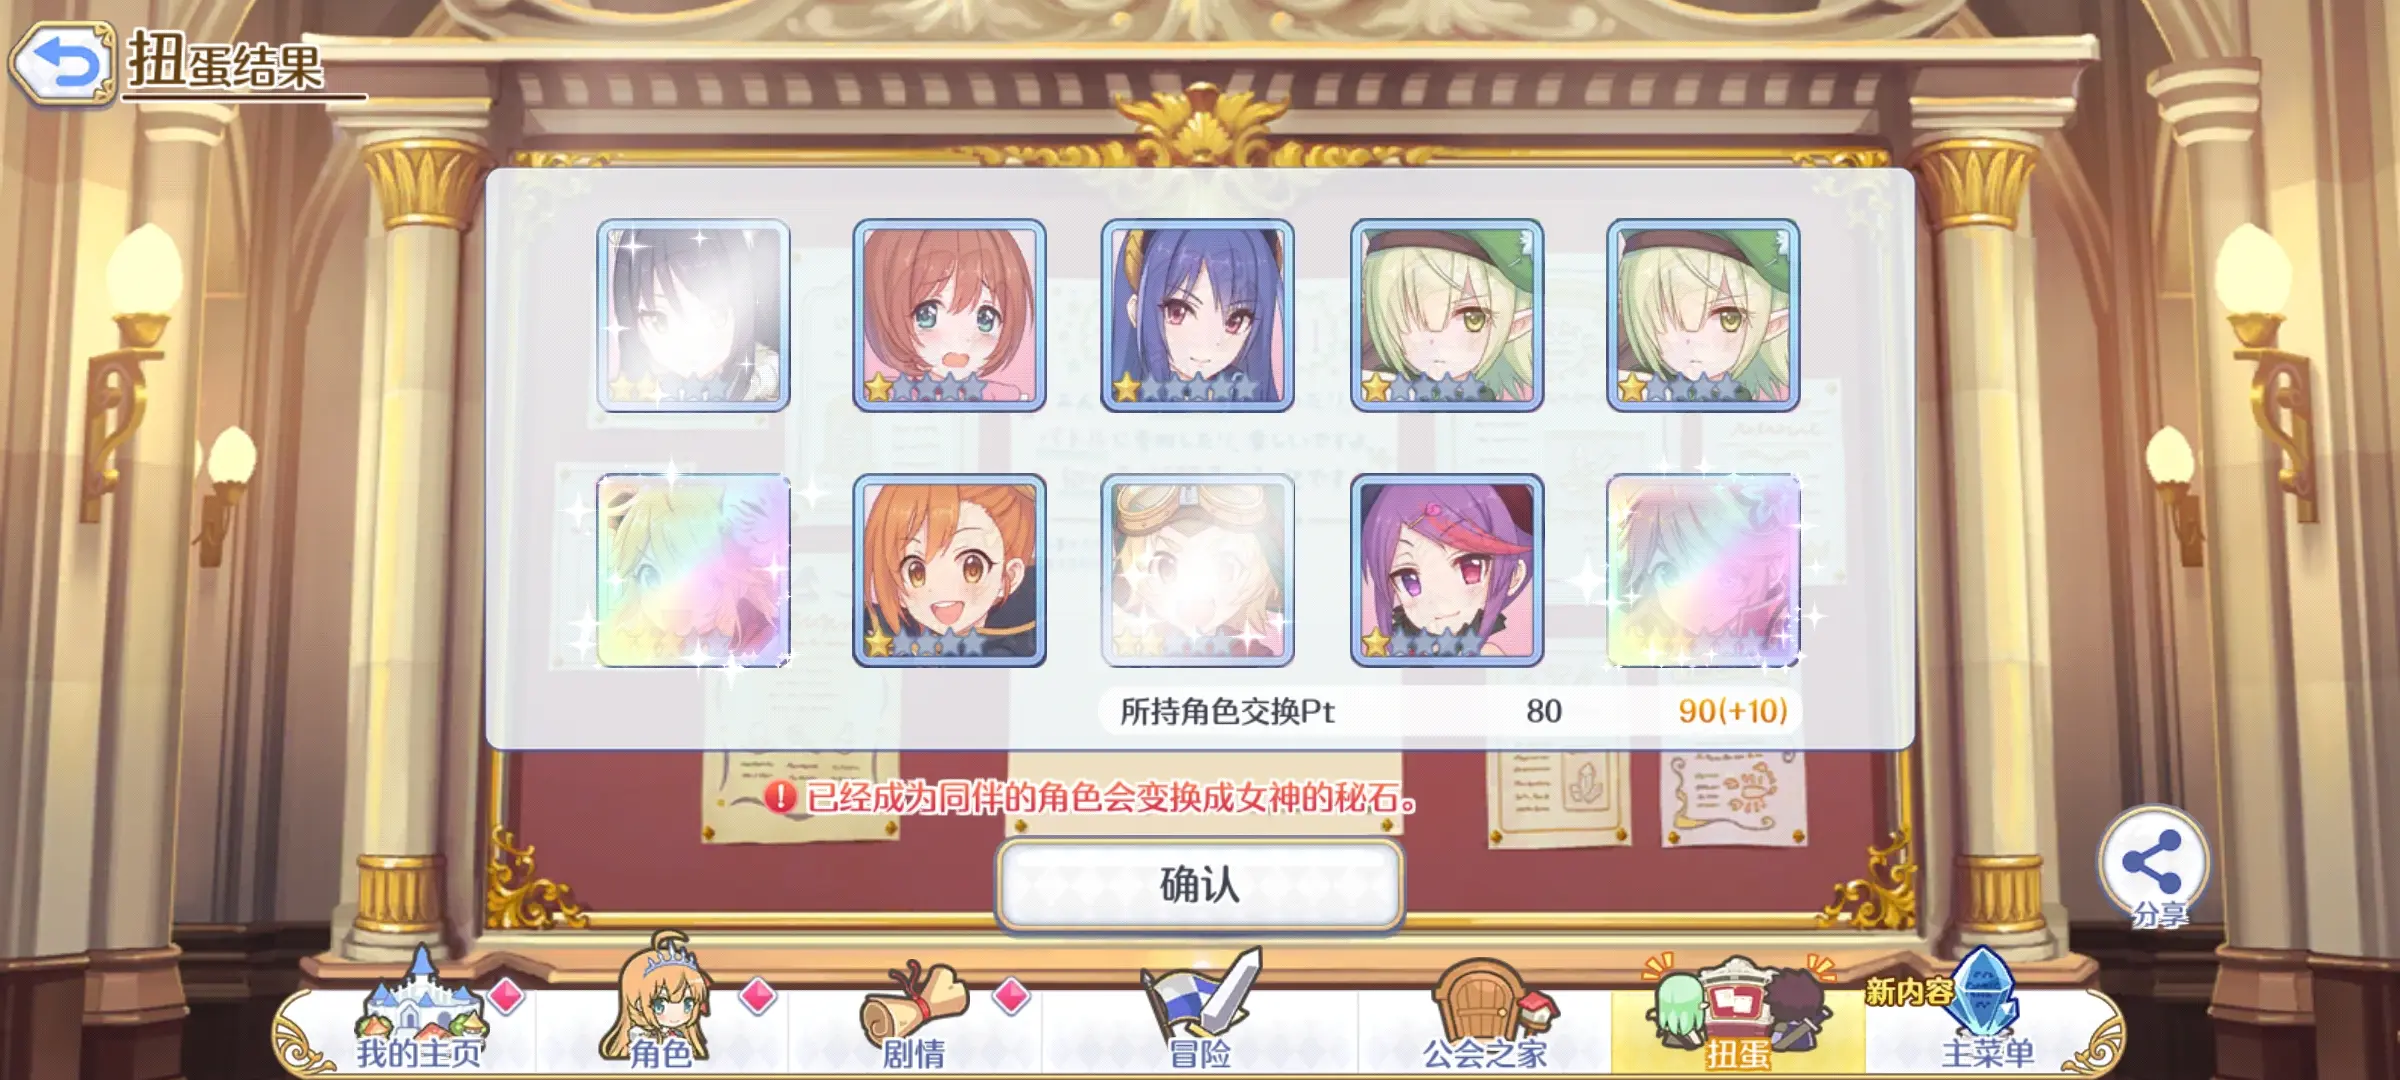 扭蛋结果
所持角色交换Pt 80 90(+10)
已经成为同伴的角色会变换成女神的秘石。
确认
分享
新内容
我的主页
角色
剧情
冒险
公会之家
扭蛋
主菜单